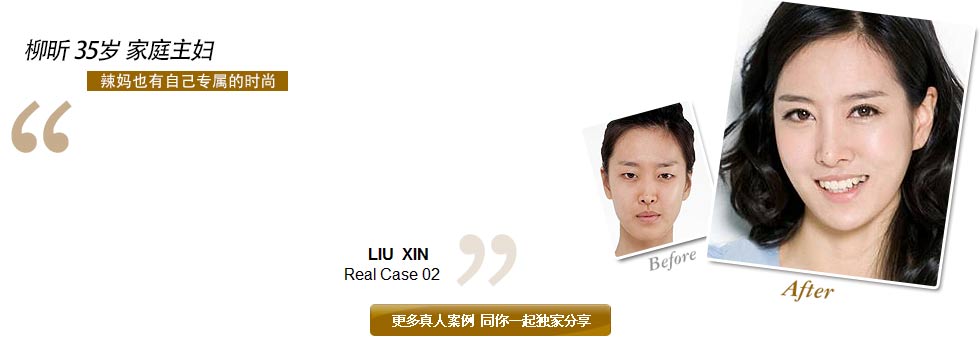 柳昕 35岁 家庭主妇
辣妈也有自己专属的时尚
“
LIU XIN
Real Case 02
”
Before
After
更多真人案例 同你一起独家分享